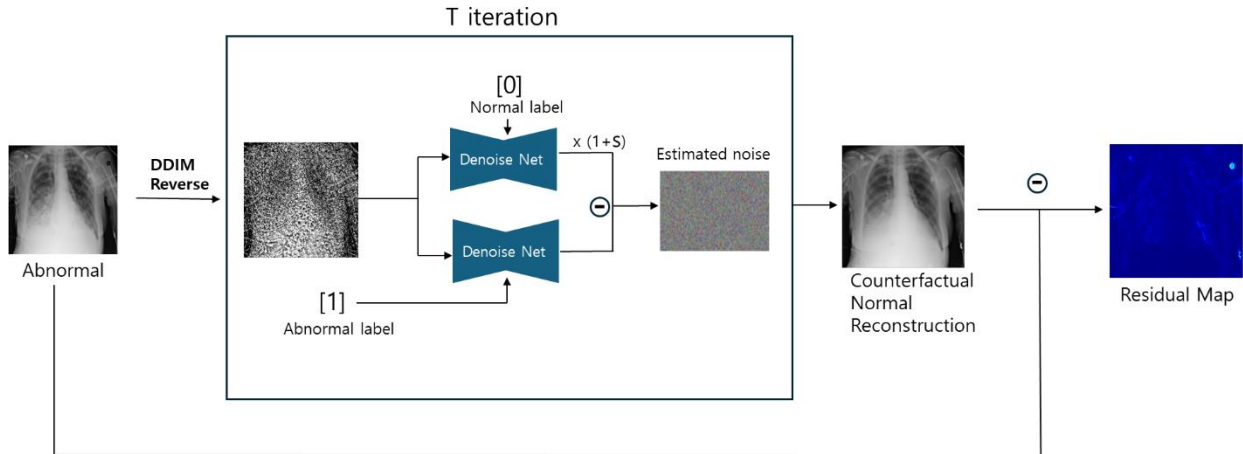 T iteration
[0]
Normal label
x (1+S)
Denoise Net
Estimated noise
DDIM
Reverse
Denoise Net
Abnormal
[1]
Abnormal label
Counterfactual
Normal
Reconstruction
Residual Map